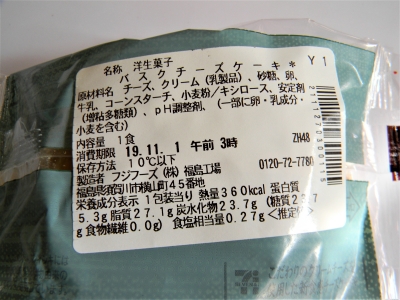 名称 洋生菓子
バスクチーズケーキ* Y1
原材料名 チーズ、クリーム(乳製品)、砂糖、卵、
牛乳、コーンスターチ、小麦粉/キシロース、安定剤
(増粘多糖類)、pH調整剤、(一部に卵・乳成分・
小麦を含む)
内容量 1食
消費期限 19.11. 1 午前 3時
保存方法 10℃以下 ZH48
製造者 フジフーズ(株) 福島工場
福島県須賀川市横山町45番地 0120-72-778
栄養成分表示 1包装当り 熱量360kcal 蛋白質
5.3g 脂質27.1g 炭水化物23.7g (糖質23.7
g 食物繊維0.0g) 食塩相当量0.27g <推定